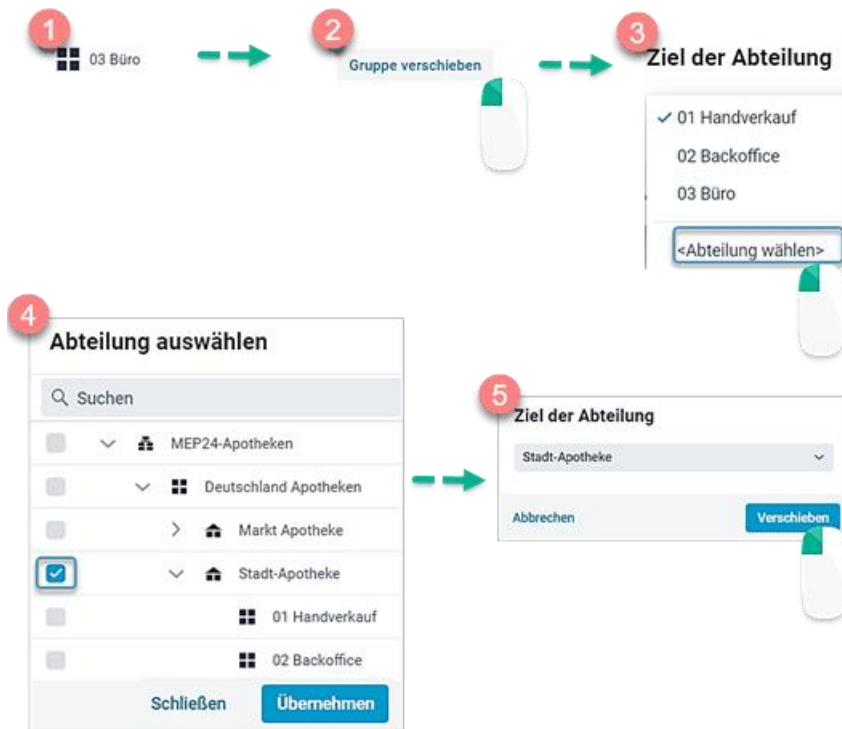 1
03 Büro
2
Gruppe verschieben
3
Ziel der Abteilung
01 Handverkauf
02 Backoffice
03 Büro
<Abteilung wählen>
4
Abteilung auswählen
Suchen
MEP24-Apotheken
Deutschland Apotheken
Markt Apotheke
Stadt-Apotheke
01 Handverkauf
02 Backoffice
Schließen Übernehmen
5
Ziel der Abteilung
Stadt-Apotheke
Abbrechen Verschieben